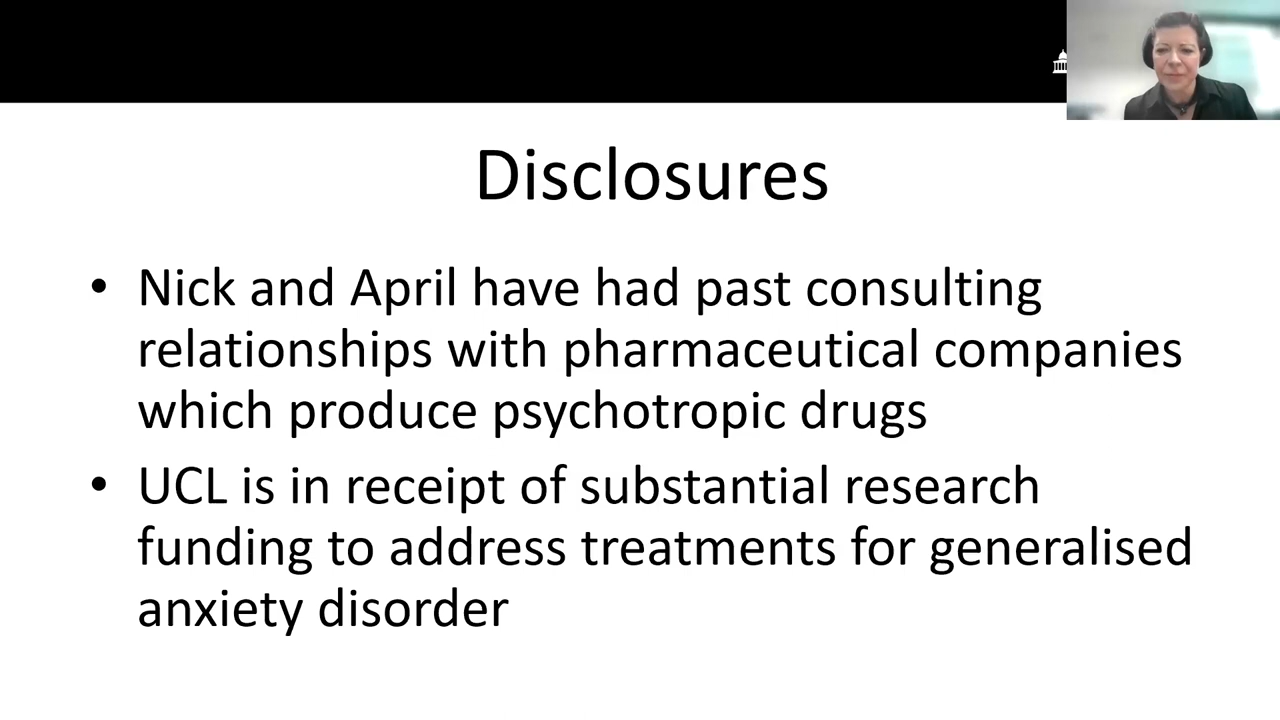 Disclosures
• Nick and April have had past consulting
relationships with pharmaceutical companies
which produce psychotropic drugs
• UCL is in receipt of substantial research
funding to address treatments for generalised
anxiety disorder